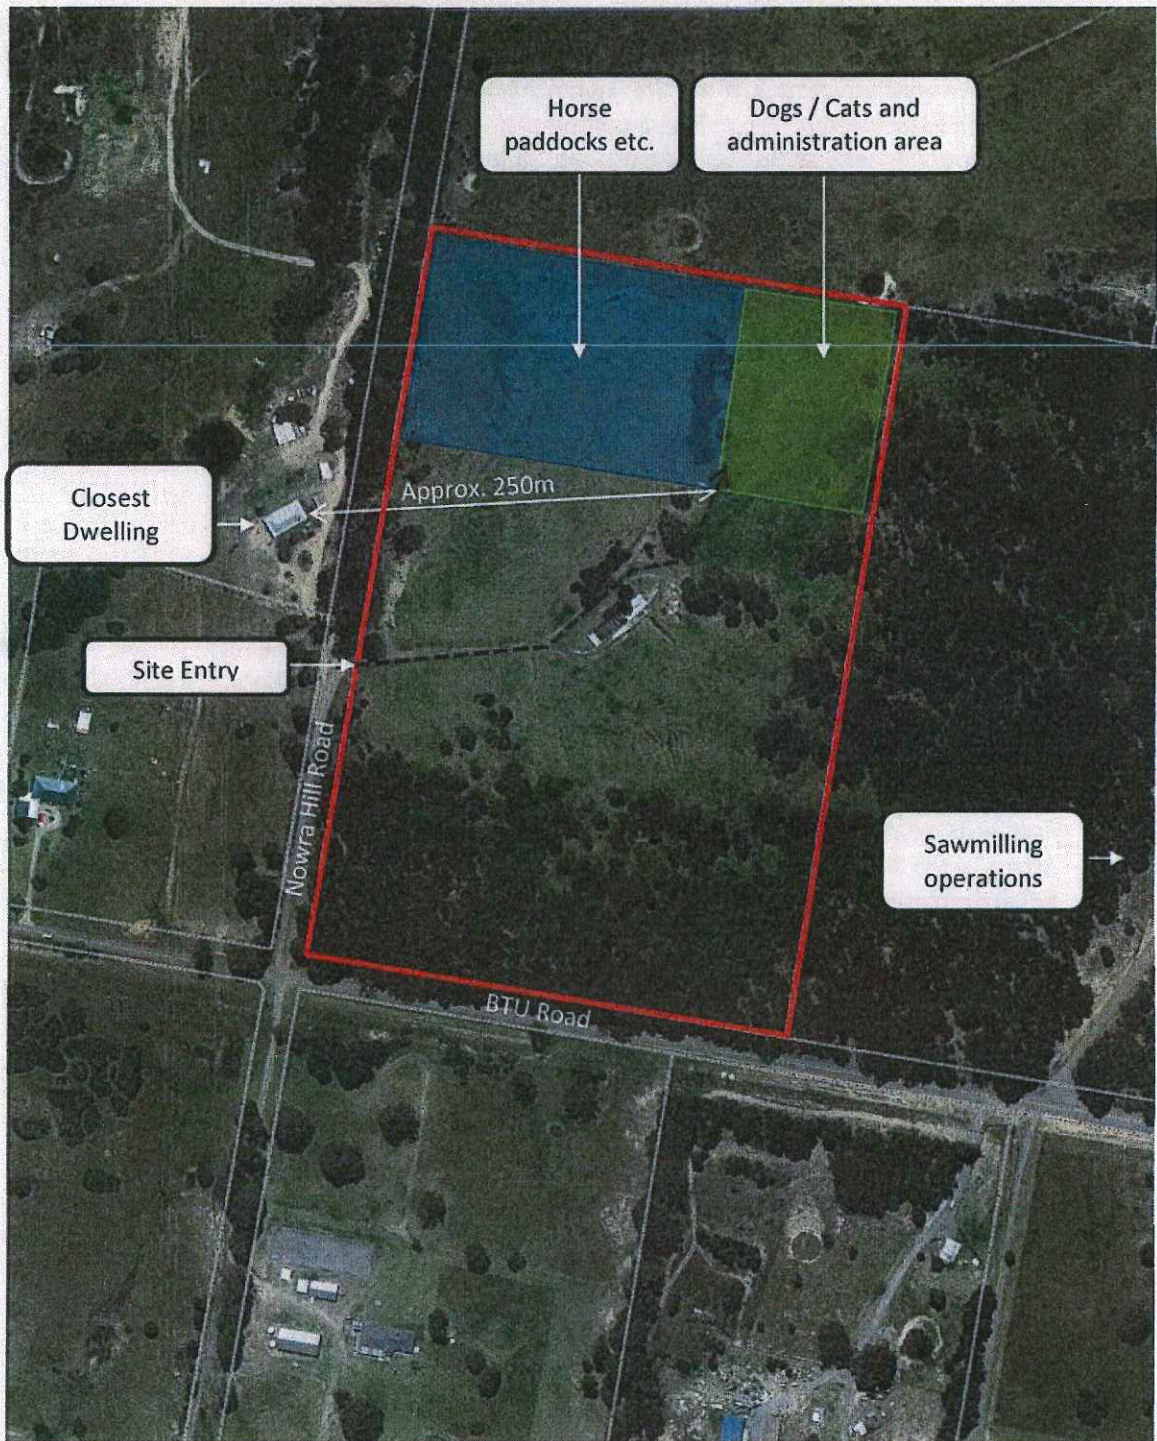 Horse
paddocks etc.
Dogs / Cats and
administration area
Closest
Dwelling
Approx. 250m
Site Entry
Nowra Hill Road
Sawmilling
operations
BTU Road